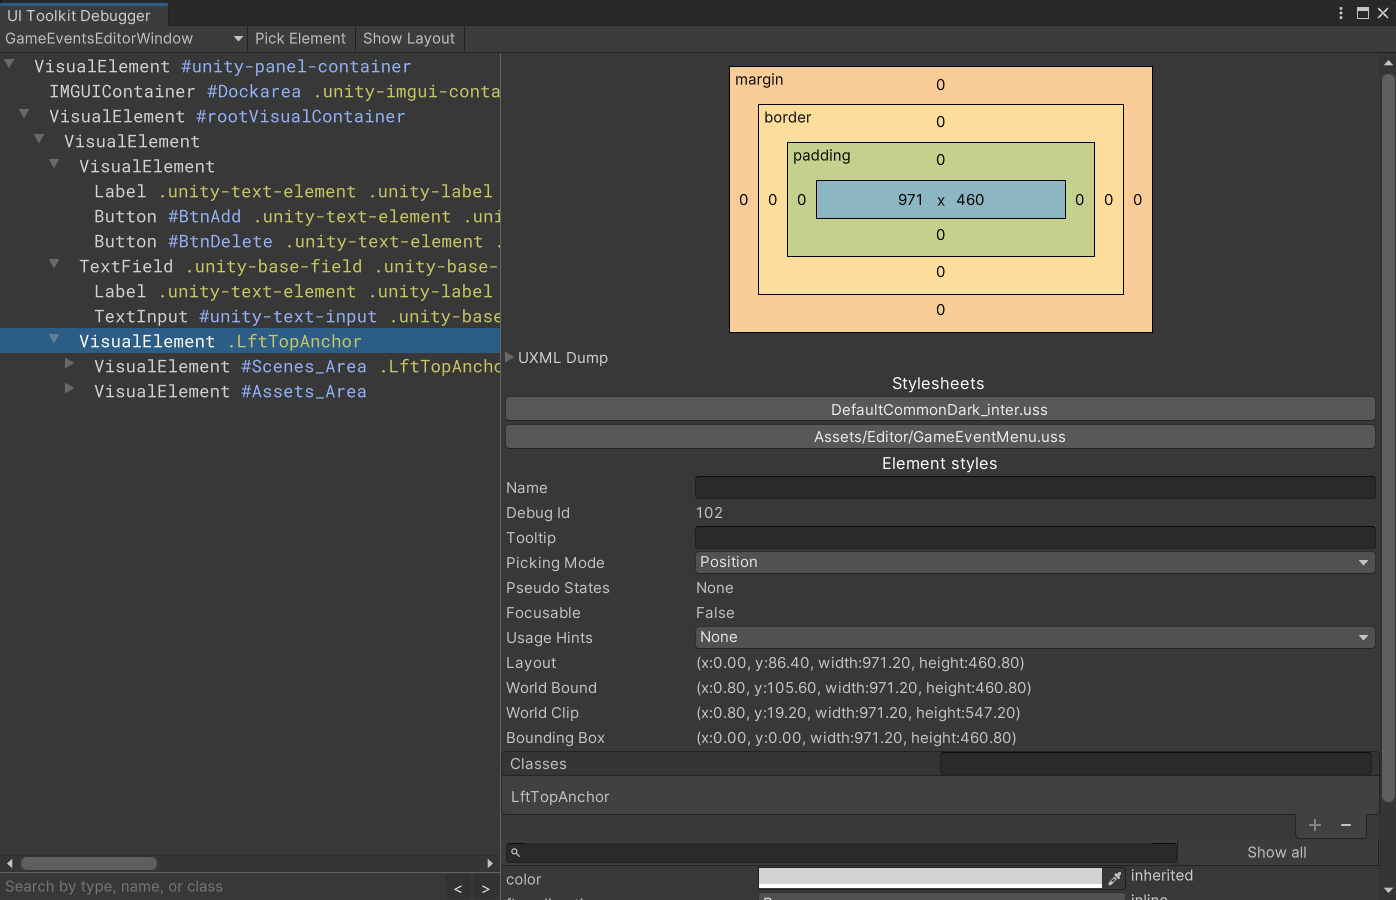 UI Toolkit Debugger
GameEventsEditorWindow Pick Element Show Layout
VisualElement #unity-panel-container
IMGUIContainer #Dockarea .unity-imgui-conta
VisualElement #rootVisualContainer
VisualElement
VisualElement
Label .unity-text-element .unity-label
Button #BtnAdd .unity-text-element .uni
Button #BtnDelete .unity-text-element .
TextField .unity-base-field .unity-base-
Label .unity-text-element .unity-label
TextInput #unity-text-input .unity-base
VisualElement .LftTopAnchor
VisualElement #Scenes_Area .LftTopAncho
VisualElement #Assets_Area
Search by type, name, or class < >
margin 0
border 0
padding 0
0 0 0 971 x 460 0 0 0
0
0
0
UXML Dump
Stylesheets
DefaultCommonDark_inter.uss
Assets/Editor/GameEventMenu.uss
Element styles
Name
Debug Id 102
Tooltip
Picking Mode Position
Pseudo States None
Focusable False
Usage Hints None
Layout (x:0.00, y:86.40, width:971.20, height:460.80)
World Bound (x:0.80, y:105.60, width:971.20, height:460.80)
World Clip (x:0.80, y:19.20, width:971.20, height:547.20)
Bounding Box (x:0.00, y:0.00, width:971.20, height:460.80)
Classes
LftTopAnchor
+ −
Show all
color inherited
inline